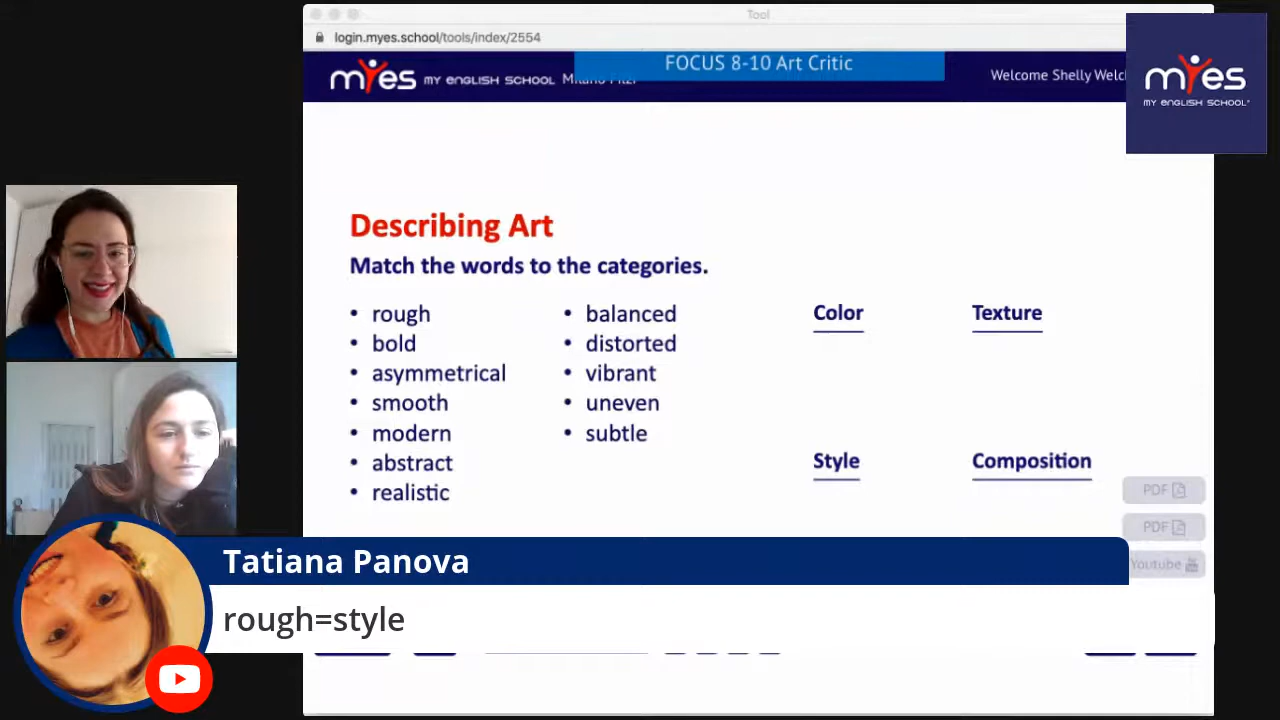 Tool
login.myes.school/tools/index/2554
FOCUS 8-10 Art Critic
myes MY ENGLISH SCHOOL
Welcome Shelly Welc
myes
MY ENGLISH SCHOOL
Describing Art
Match the words to the categories.
• rough
• bold
• asymmetrical
• smooth
• modern
• abstract
• realistic
• balanced
• distorted
• vibrant
• uneven
• subtle
Color
Texture
Style
Composition
PDF
PDF
Youtube
Tatiana Panova
rough=style